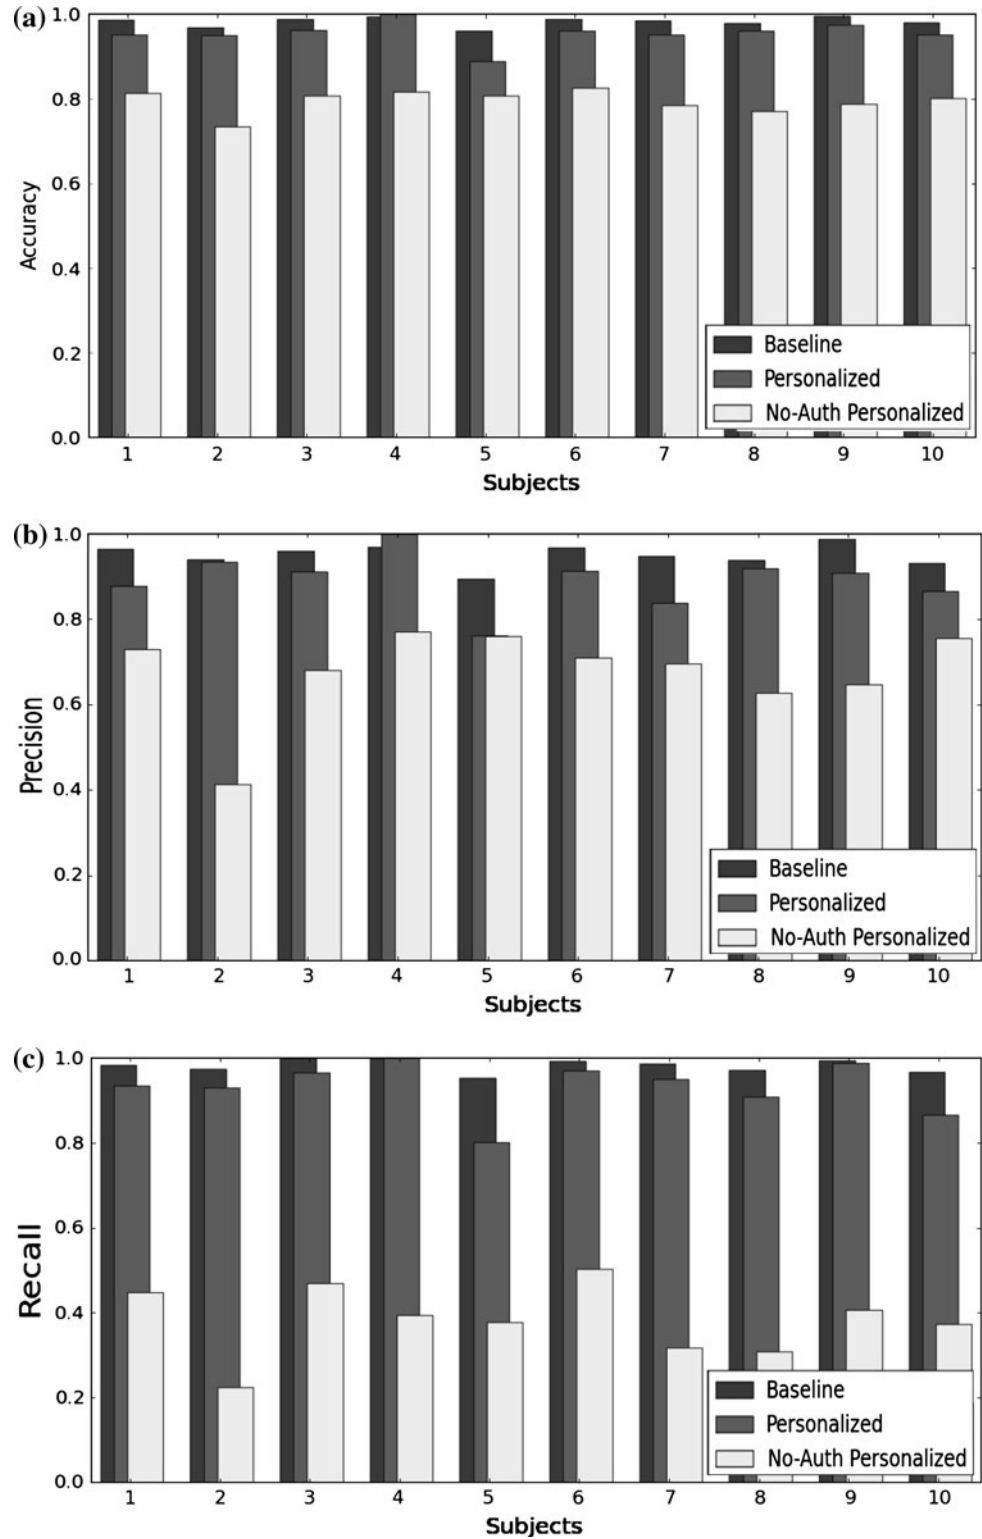 (a)
1.0
0.8
0.6
0.4
0.2
0.0
Accuracy
Baseline
Personalized
No-Auth Personalized
1 2 3 4 5 6 7 8 9 10
Subjects
(b)
1.0
0.8
0.6
0.4
0.2
0.0
Precision
Baseline
Personalized
No-Auth Personalized
1 2 3 4 5 6 7 8 9 10
Subjects
(c)
1.0
0.8
0.6
0.4
0.2
0.0
Recall
Baseline
Personalized
No-Auth Personalized
1 2 3 4 5 6 7 8 9 10
Subjects